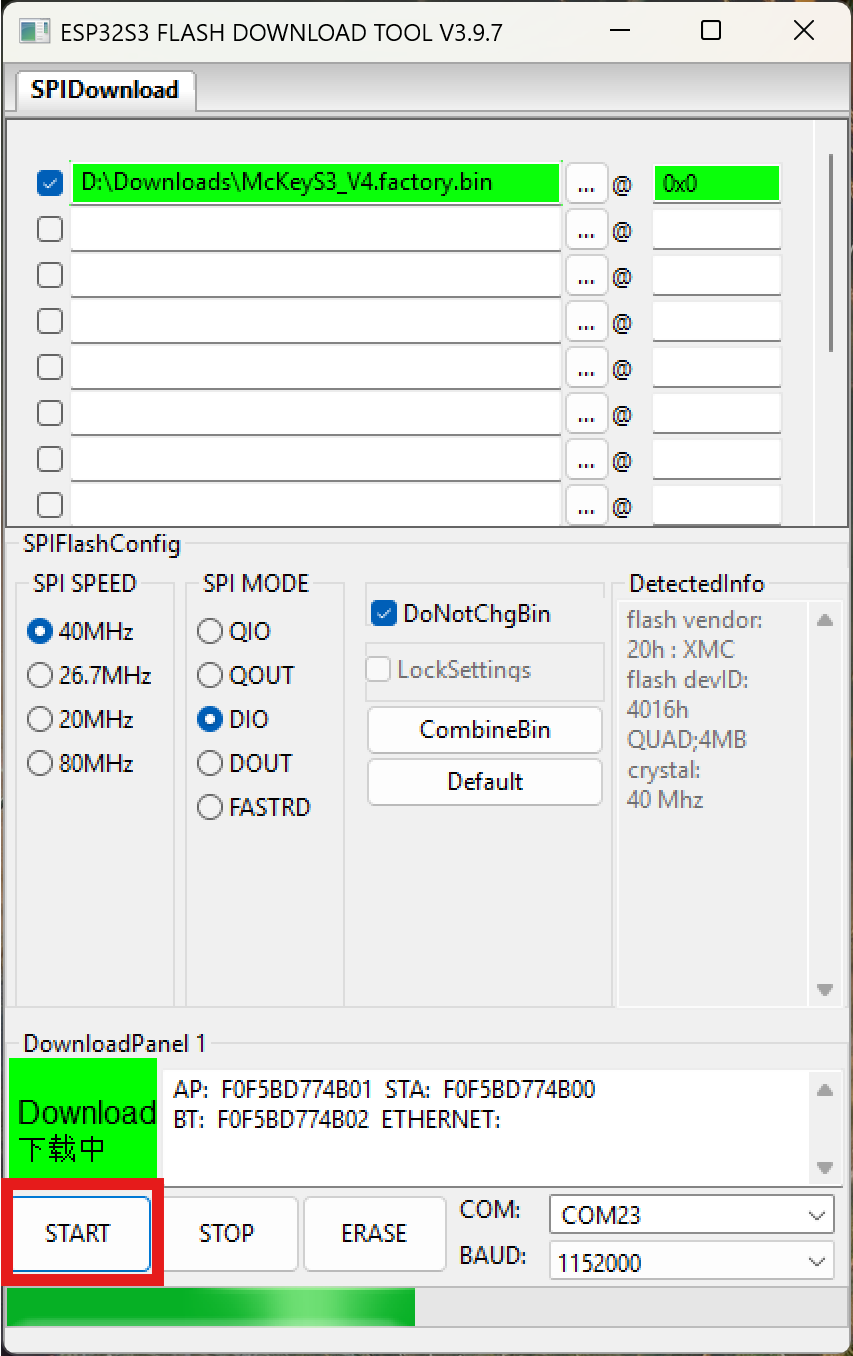 ESP32S3 FLASH DOWNLOAD TOOL V3.9.7
SPIDownload
D:\Downloads\McKeyS3_V4.factory.bin ... @ 0x0
... @
... @
... @
... @
... @
... @
... @
SPIFlashConfig
SPI SPEED
40MHz
26.7MHz
20MHz
80MHz
SPI MODE
QIO
QOUT
DIO
DOUT
FASTRD
DoNotChgBin
LockSettings
CombineBin
Default
DetectedInfo
flash vendor:
20h : XMC
flash devID:
4016h
QUAD;4MB
crystal:
40 Mhz
DownloadPanel 1
Download
下载中
AP: F0F5BD774B01 STA: F0F5BD774B00
BT: F0F5BD774B02 ETHERNET:
START
STOP
ERASE
COM: COM23
BAUD: 1152000